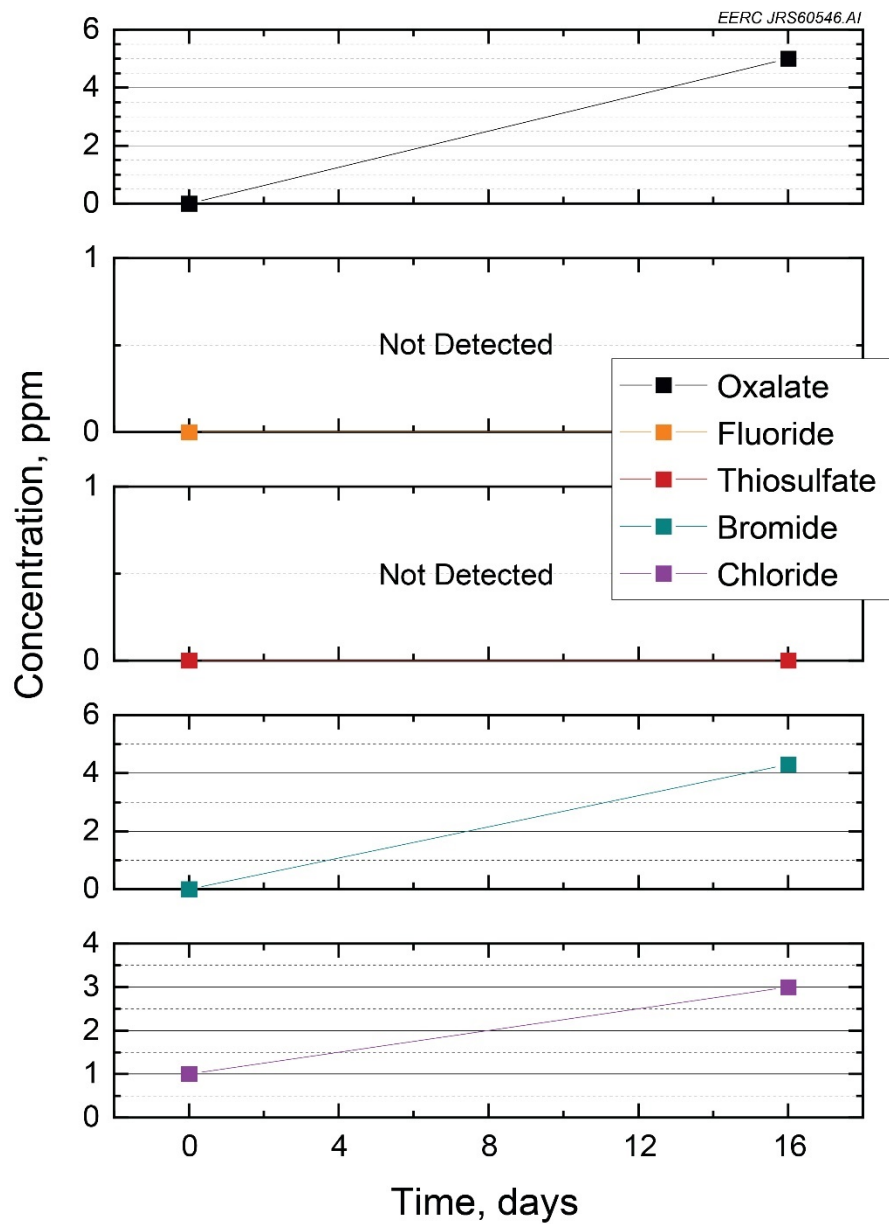 EERC JRS60546.AI
6
4
2
0
1
Not Detected
0
1
Not Detected
0
6
4
2
0
4
3
2
1
0
0 4 8 12 16
Concentration, ppm
Time, days
Oxalate
Fluoride
Thiosulfate
Bromide
Chloride